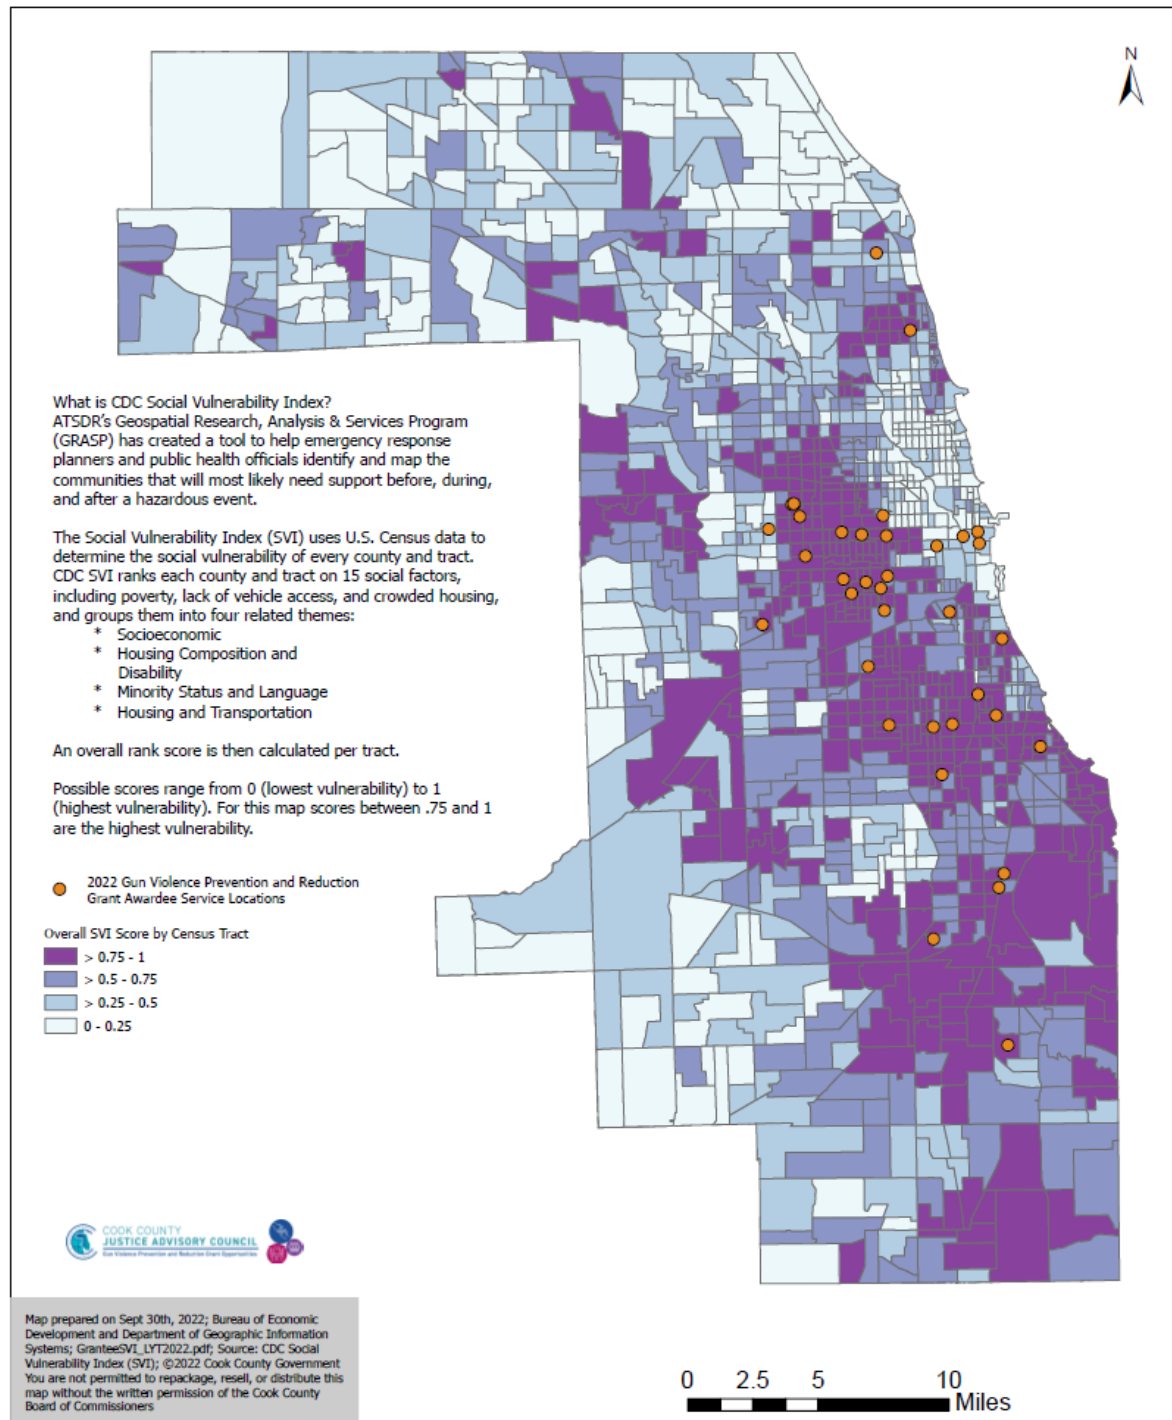 N
What is CDC Social Vulnerability Index?
ATSDR's Geospatial Research, Analysis & Services Program
(GRASP) has created a tool to help emergency response
planners and public health officials identify and map the
communities that will most likely need support before, during,
and after a hazardous event.
The Social Vulnerability Index (SVI) uses U.S. Census data to
determine the social vulnerability of every county and tract.
CDC SVI ranks each county and tract on 15 social factors,
including poverty, lack of vehicle access, and crowded housing,
and groups them into four related themes:
* Socioeconomic
* Housing Composition and
Disability
* Minority Status and Language
* Housing and Transportation
An overall rank score is then calculated per tract.
Possible scores range from 0 (lowest vulnerability) to 1
(highest vulnerability). For this map scores between .75 and 1
are the highest vulnerability.
2022 Gun Violence Prevention and Reduction
Grant Awardee Service Locations
Overall SVI Score by Census Tract
> 0.75 - 1
> 0.5 - 0.75
> 0.25 - 0.5
0 - 0.25
COOK COUNTY
JUSTICE ADVISORY COUNCIL
Gun Violence Prevention and Reduction Grant Opportunities
Map prepared on Sept 30th, 2022; Bureau of Economic
Development and Department of Geographic Information
Systems; GranteeSVI_LYT2022.pdf; Source: CDC Social
Vulnerability Index (SVI); ©2022 Cook County Government
You are not permitted to repackage, resell, or distribute this
map without the written permission of the Cook County
Board of Commissioners
0 2.5 5 10
Miles